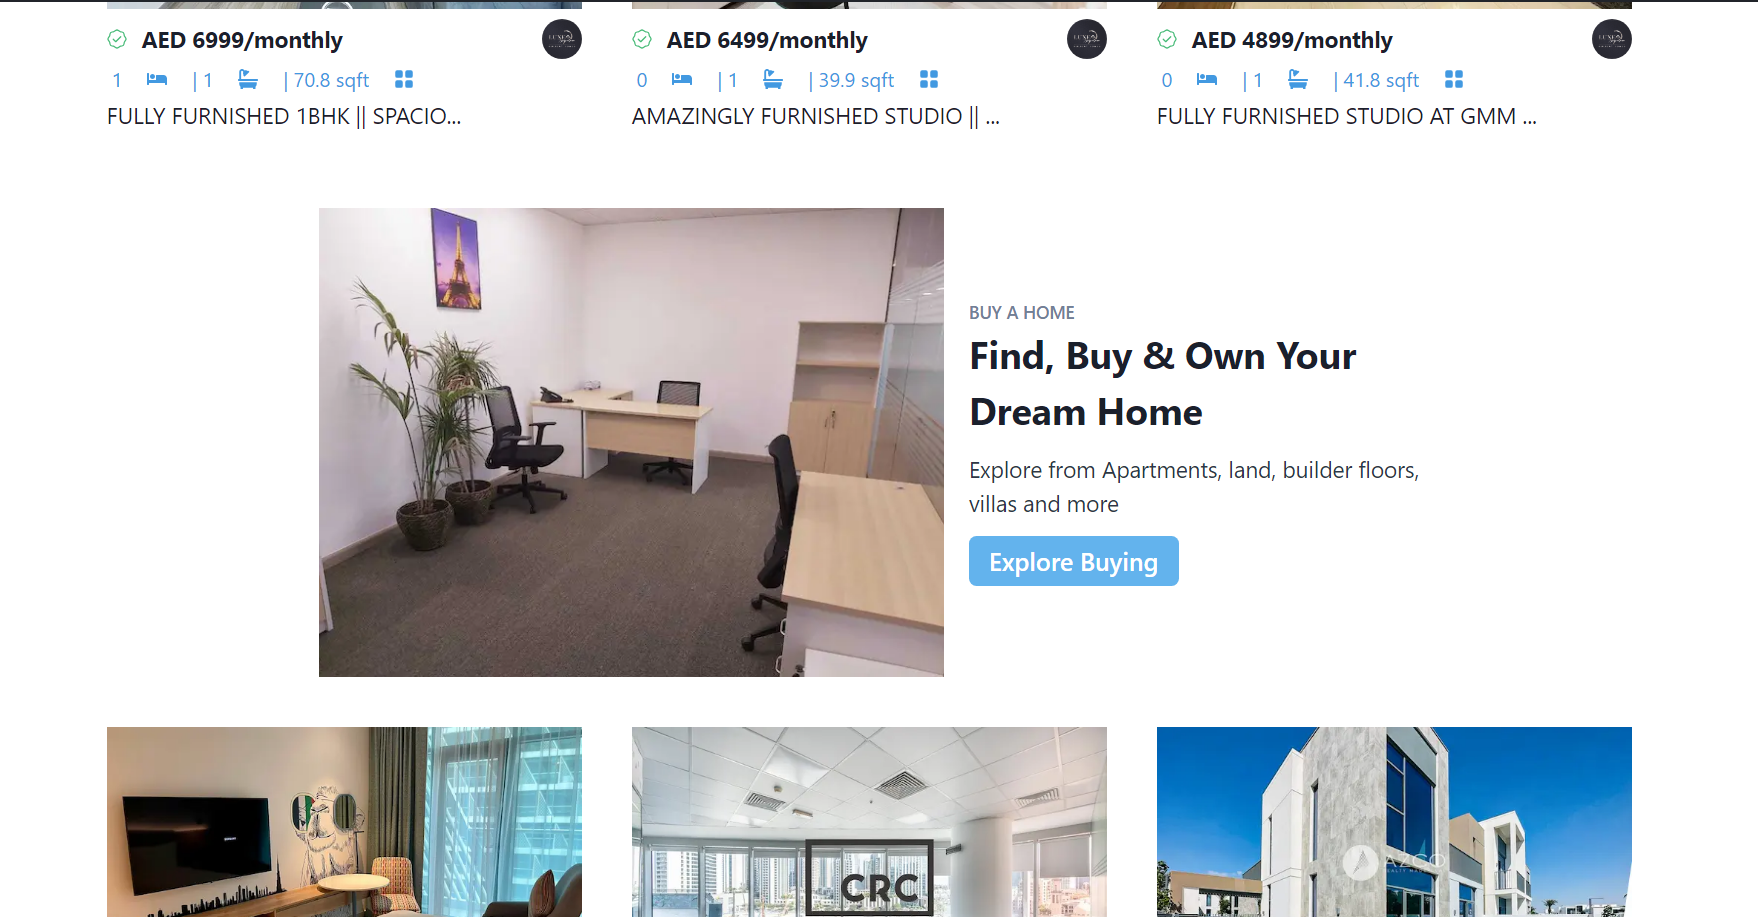 AED 6999/monthly
1 | 1 | 70.8 sqft
FULLY FURNISHED 1BHK || SPACIO...
AED 6499/monthly
0 | 1 | 39.9 sqft
AMAZINGLY FURNISHED STUDIO || ...
AED 4899/monthly
0 | 1 | 41.8 sqft
FULLY FURNISHED STUDIO AT GMM ...
BUY A HOME
Find, Buy & Own Your
Dream Home
Explore from Apartments, land, builder floors,
villas and more
Explore Buying
CRC
AZCO